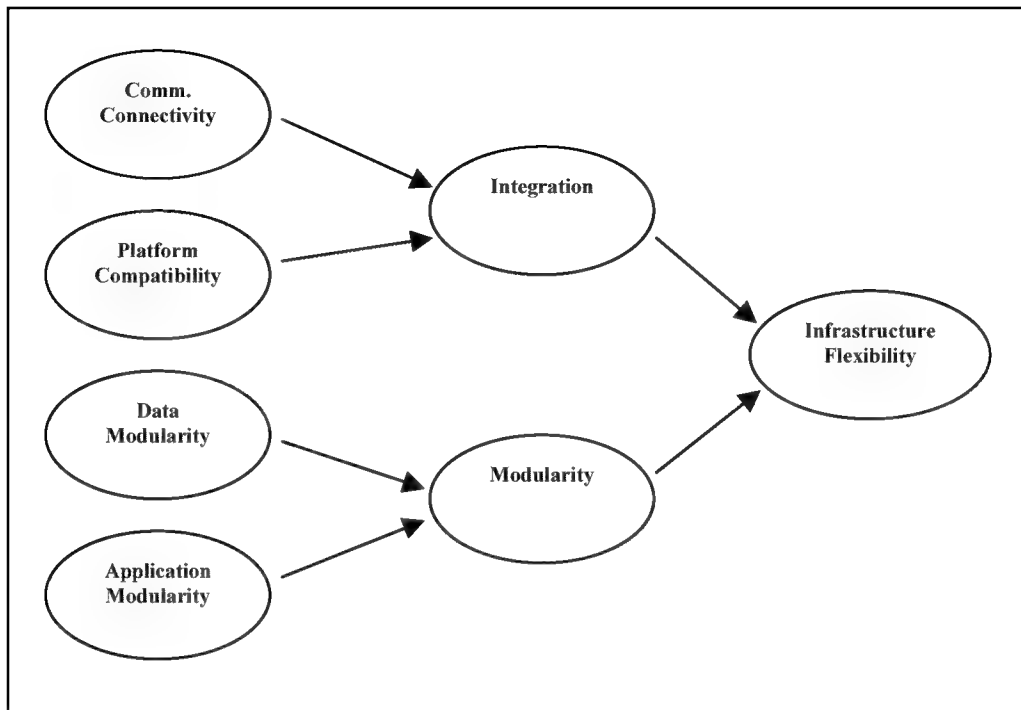 Comm.
Connectivity
Platform
Compatibility
Data
Modularity
Application
Modularity
Integration
Modularity
Infrastructure
Flexibility